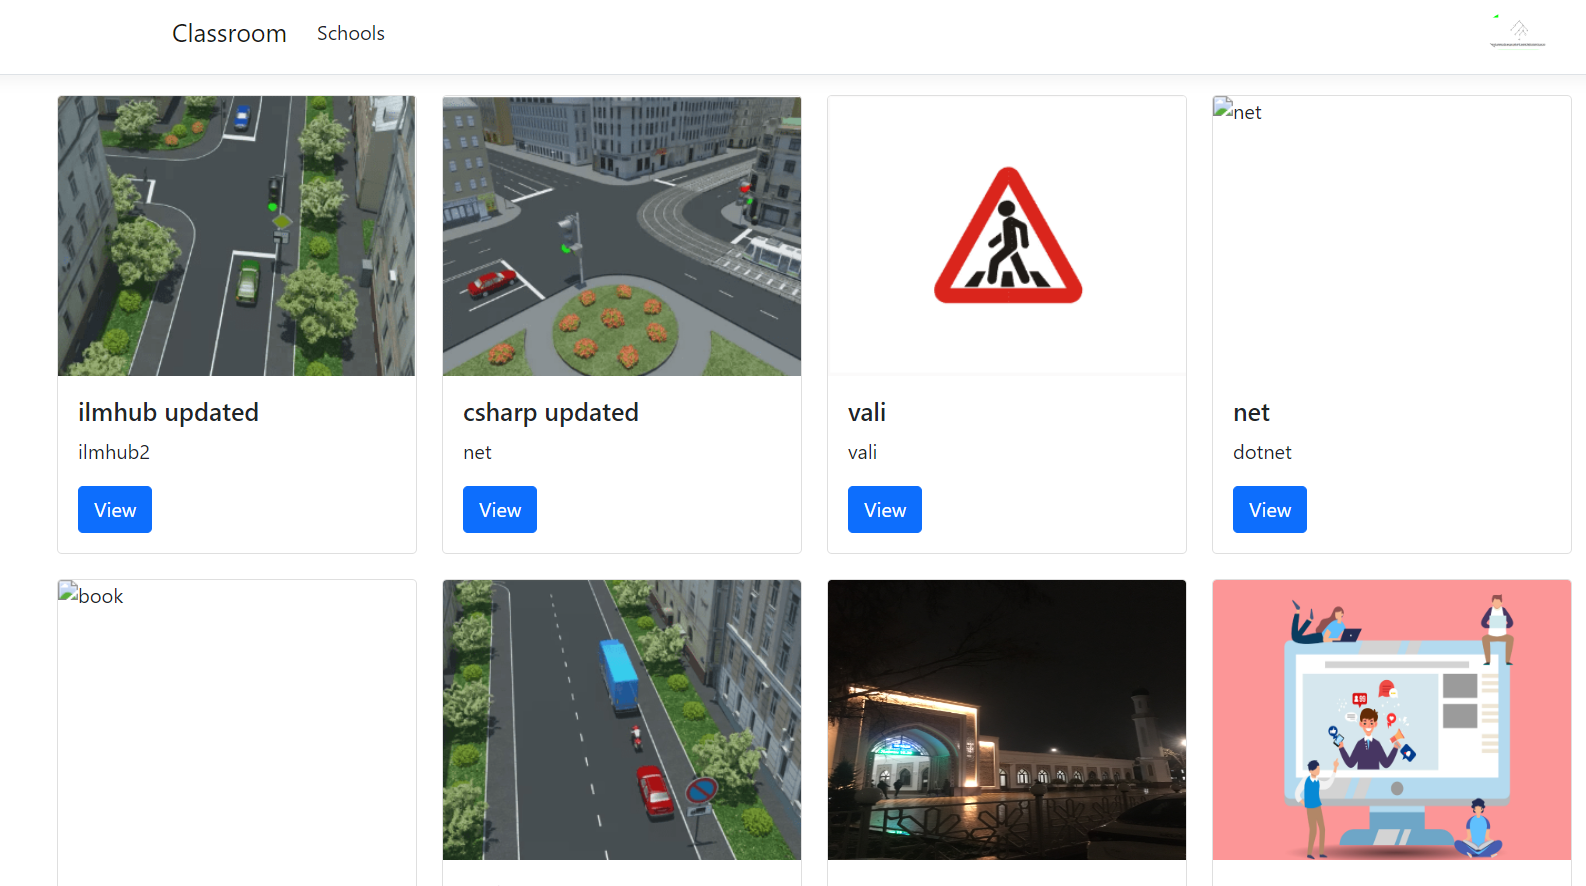 Classroom
Schools
net
ilmhub updated
ilmhub2
View
csharp updated
net
View
vali
vali
View
net
dotnet
View
book